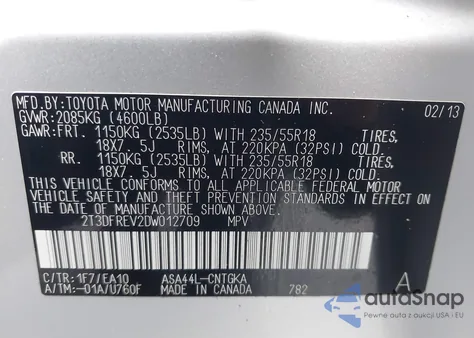 MFD.BY:TOYOTA MOTOR MANUFACTURING CANADA INC. 02/13
GVWR:2085KG (4600LB)
GAWR:FRT. 1150KG (2535LB) WITH 235/55R18 TIRES,
18X7.5J RIMS, AT 220KPA (32PSI) COLD.
RR. 1150KG (2535LB) WITH 235/55R18 TIRES,
18X7.5J RIMS, AT 220KPA (32PSI) COLD.
THIS VEHICLE CONFORMS TO ALL APPLICABLE FEDERAL MOTOR
VEHICLE SAFETY STANDARDS IN EFFECT ON THE DATE OF
MANUFACTURE SHOWN ABOVE.
2T3DFREV2DW012709 MPV
C/TR:1F7/EA10 ASA44L-CNTGKA A
A/TM:-01A/U760F MADE IN CANADA 782
autoSnap
Pewne auta z aukcji w USA i EU